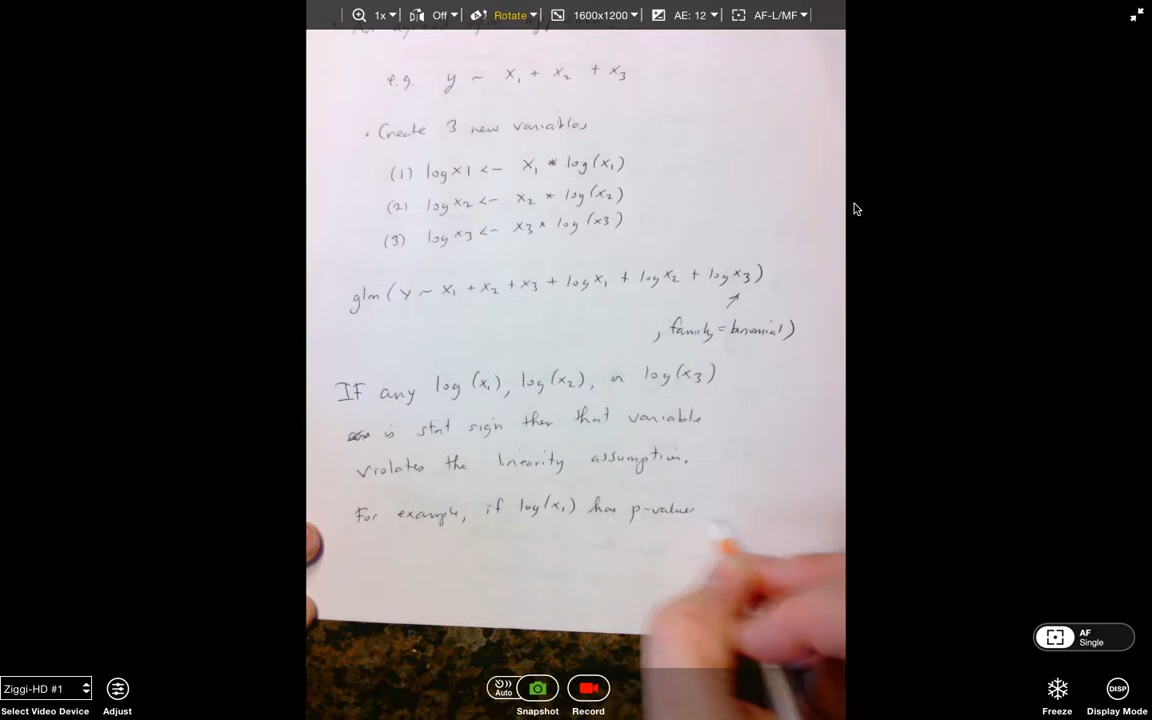 1x Off Rotate 1600x1200 AE: 12 AF-L/MF
e.g. y ~ x₁ + x₂ + x₃
• Create 3 new variables
(1) logx1 <- x₁ * log(x₁)
(2) logx₂ <- x₂ * log(x₂)
(3) logx₃ <- x₃ * log(x3)
glm(y ~ x₁ + x₂ + x₃ + logx₁ + logx₂ + logx₃)
, family = binomial)
IF any log(x₁), log(x₂), or log(x₃)
is stat sign then that variable
violates the linearity assumption.
For example, if log(x₁) has p-value
AF
Single
Ziggi-HD #1
Auto
DISP
Select Video Device Adjust Snapshot Record Freeze Display Mode